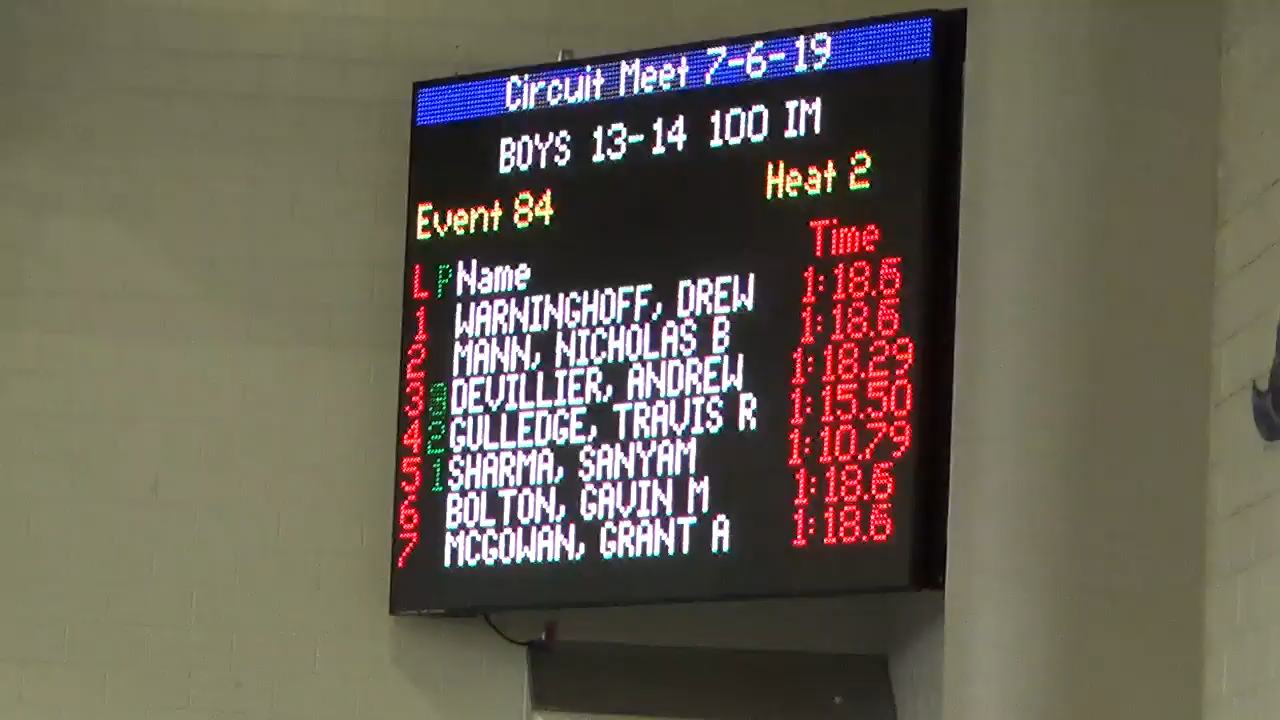 Circuit Meet 7-6-19
BOYS 13-14 100 IM
Event 84 Heat 2
L P Name Time
1 WARNINGHOFF, DREW 1:18.6
2 MANN, NICHOLAS B 1:18.6
3 3 DEVILLIER, ANDREW 1:18.29
4 2 GULLEDGE, TRAVIS R 1:15.50
5 1 SHARMA, SANYAM 1:10.79
6 BOLTON, GAVIN M 1:18.6
7 MCGOWAN, GRANT A 1:18.6